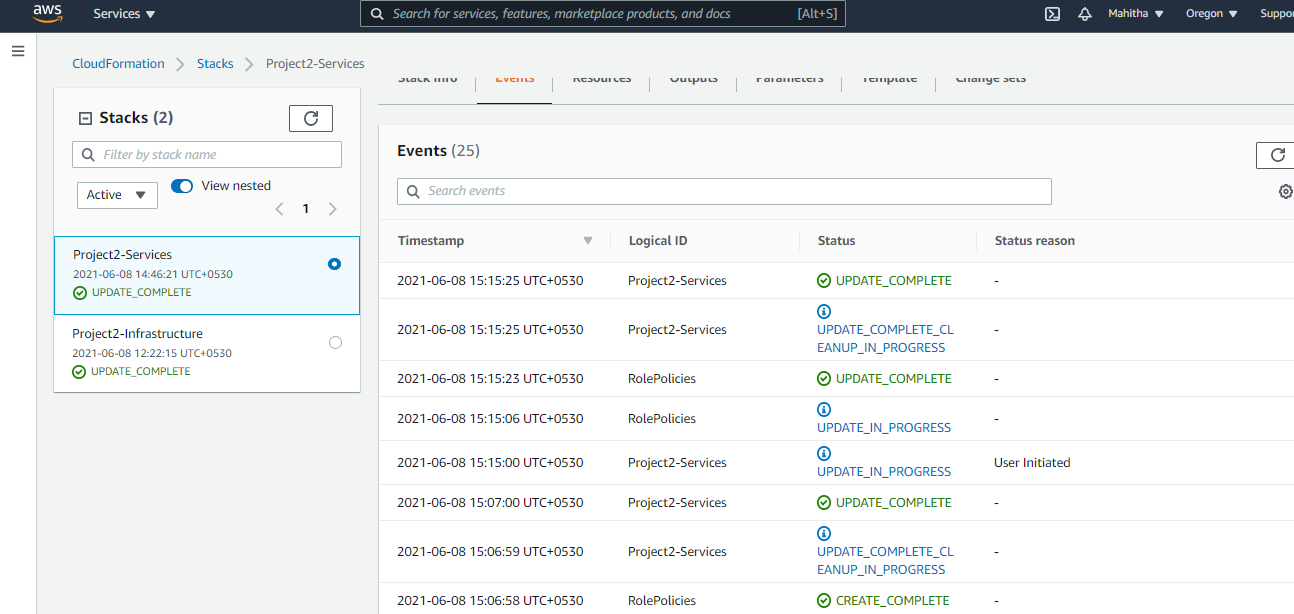 aws
Services
Search for services, features, marketplace products, and docs [Alt+S]
Mahitha
Oregon
Suppor
CloudFormation
Stacks
Project2-Services
Stack info
Events
Resources
Outputs
Parameters
Template
Change sets
Stacks (2)
Filter by stack name
Active
View nested
1
Project2-Services
2021-06-08 14:46:21 UTC+0530
UPDATE_COMPLETE
Project2-Infrastructure
2021-06-08 12:22:15 UTC+0530
UPDATE_COMPLETE
Events (25)
Search events
Timestamp Logical ID Status Status reason
2021-06-08 15:15:25 UTC+0530 Project2-Services UPDATE_COMPLETE -
2021-06-08 15:15:25 UTC+0530 Project2-Services UPDATE_COMPLETE_CL
EANUP_IN_PROGRESS -
2021-06-08 15:15:23 UTC+0530 RolePolicies UPDATE_COMPLETE -
2021-06-08 15:15:06 UTC+0530 RolePolicies UPDATE_IN_PROGRESS -
2021-06-08 15:15:00 UTC+0530 Project2-Services UPDATE_IN_PROGRESS User Initiated
2021-06-08 15:07:00 UTC+0530 Project2-Services UPDATE_COMPLETE -
2021-06-08 15:06:59 UTC+0530 Project2-Services UPDATE_COMPLETE_CL
EANUP_IN_PROGRESS -
2021-06-08 15:06:58 UTC+0530 RolePolicies CREATE_COMPLETE -